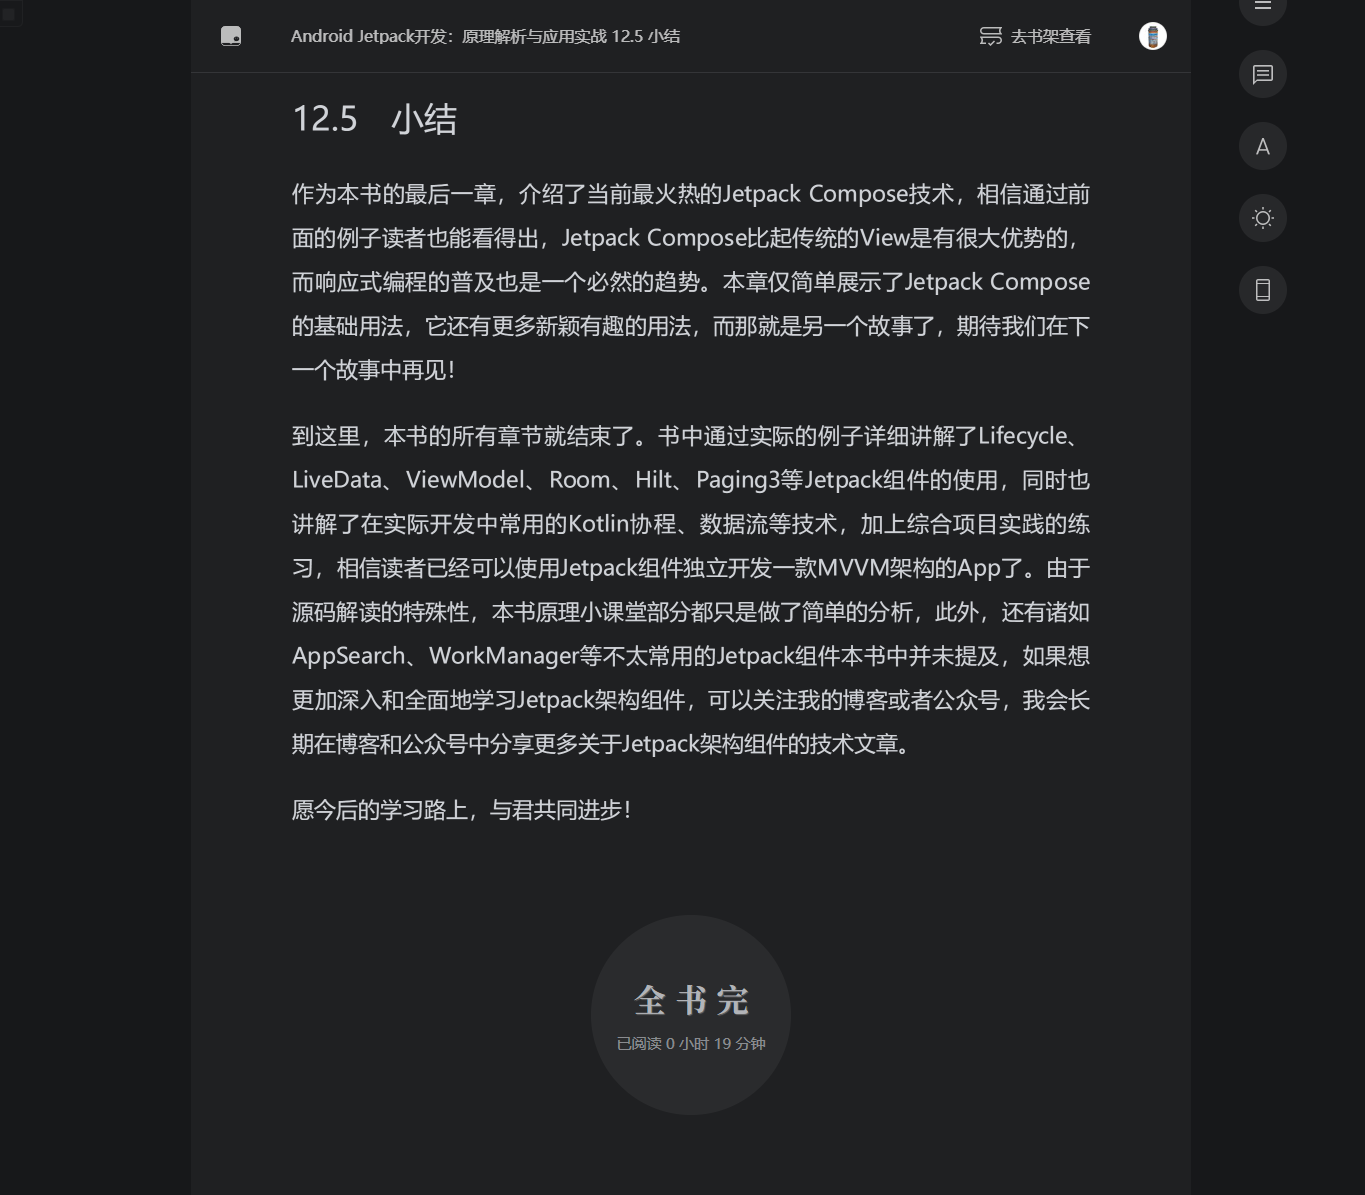 Android Jetpack开发：原理解析与应用实战 12.5 小结
去书架查看
12.5 小结
作为本书的最后一章，介绍了当前最火热的Jetpack Compose技术，相信通过前
面的例子读者也能看得出，Jetpack Compose比起传统的View是有很大优势的，
而响应式编程的普及也是一个必然的趋势。本章仅简单展示了Jetpack Compose
的基础用法，它还有更多新颖有趣的用法，而那就是另一个故事了，期待我们在下
一个故事中再见！
到这里，本书的所有章节就结束了。书中通过实际的例子详细讲解了Lifecycle、
LiveData、ViewModel、Room、Hilt、Paging3等Jetpack组件的使用，同时也
讲解了在实际开发中常用的Kotlin协程、数据流等技术，加上综合项目实践的练
习，相信读者已经可以使用Jetpack组件独立开发一款MVVM架构的App了。由于
源码解读的特殊性，本书原理小课堂部分都只是做了简单的分析，此外，还有诸如
AppSearch、WorkManager等不太常用的Jetpack组件本书中并未提及，如果想
更加深入和全面地学习Jetpack架构组件，可以关注我的博客或者公众号，我会长
期在博客和公众号中分享更多关于Jetpack架构组件的技术文章。
愿今后的学习路上，与君共同进步！
全书完
已阅读 0 小时 19 分钟
A